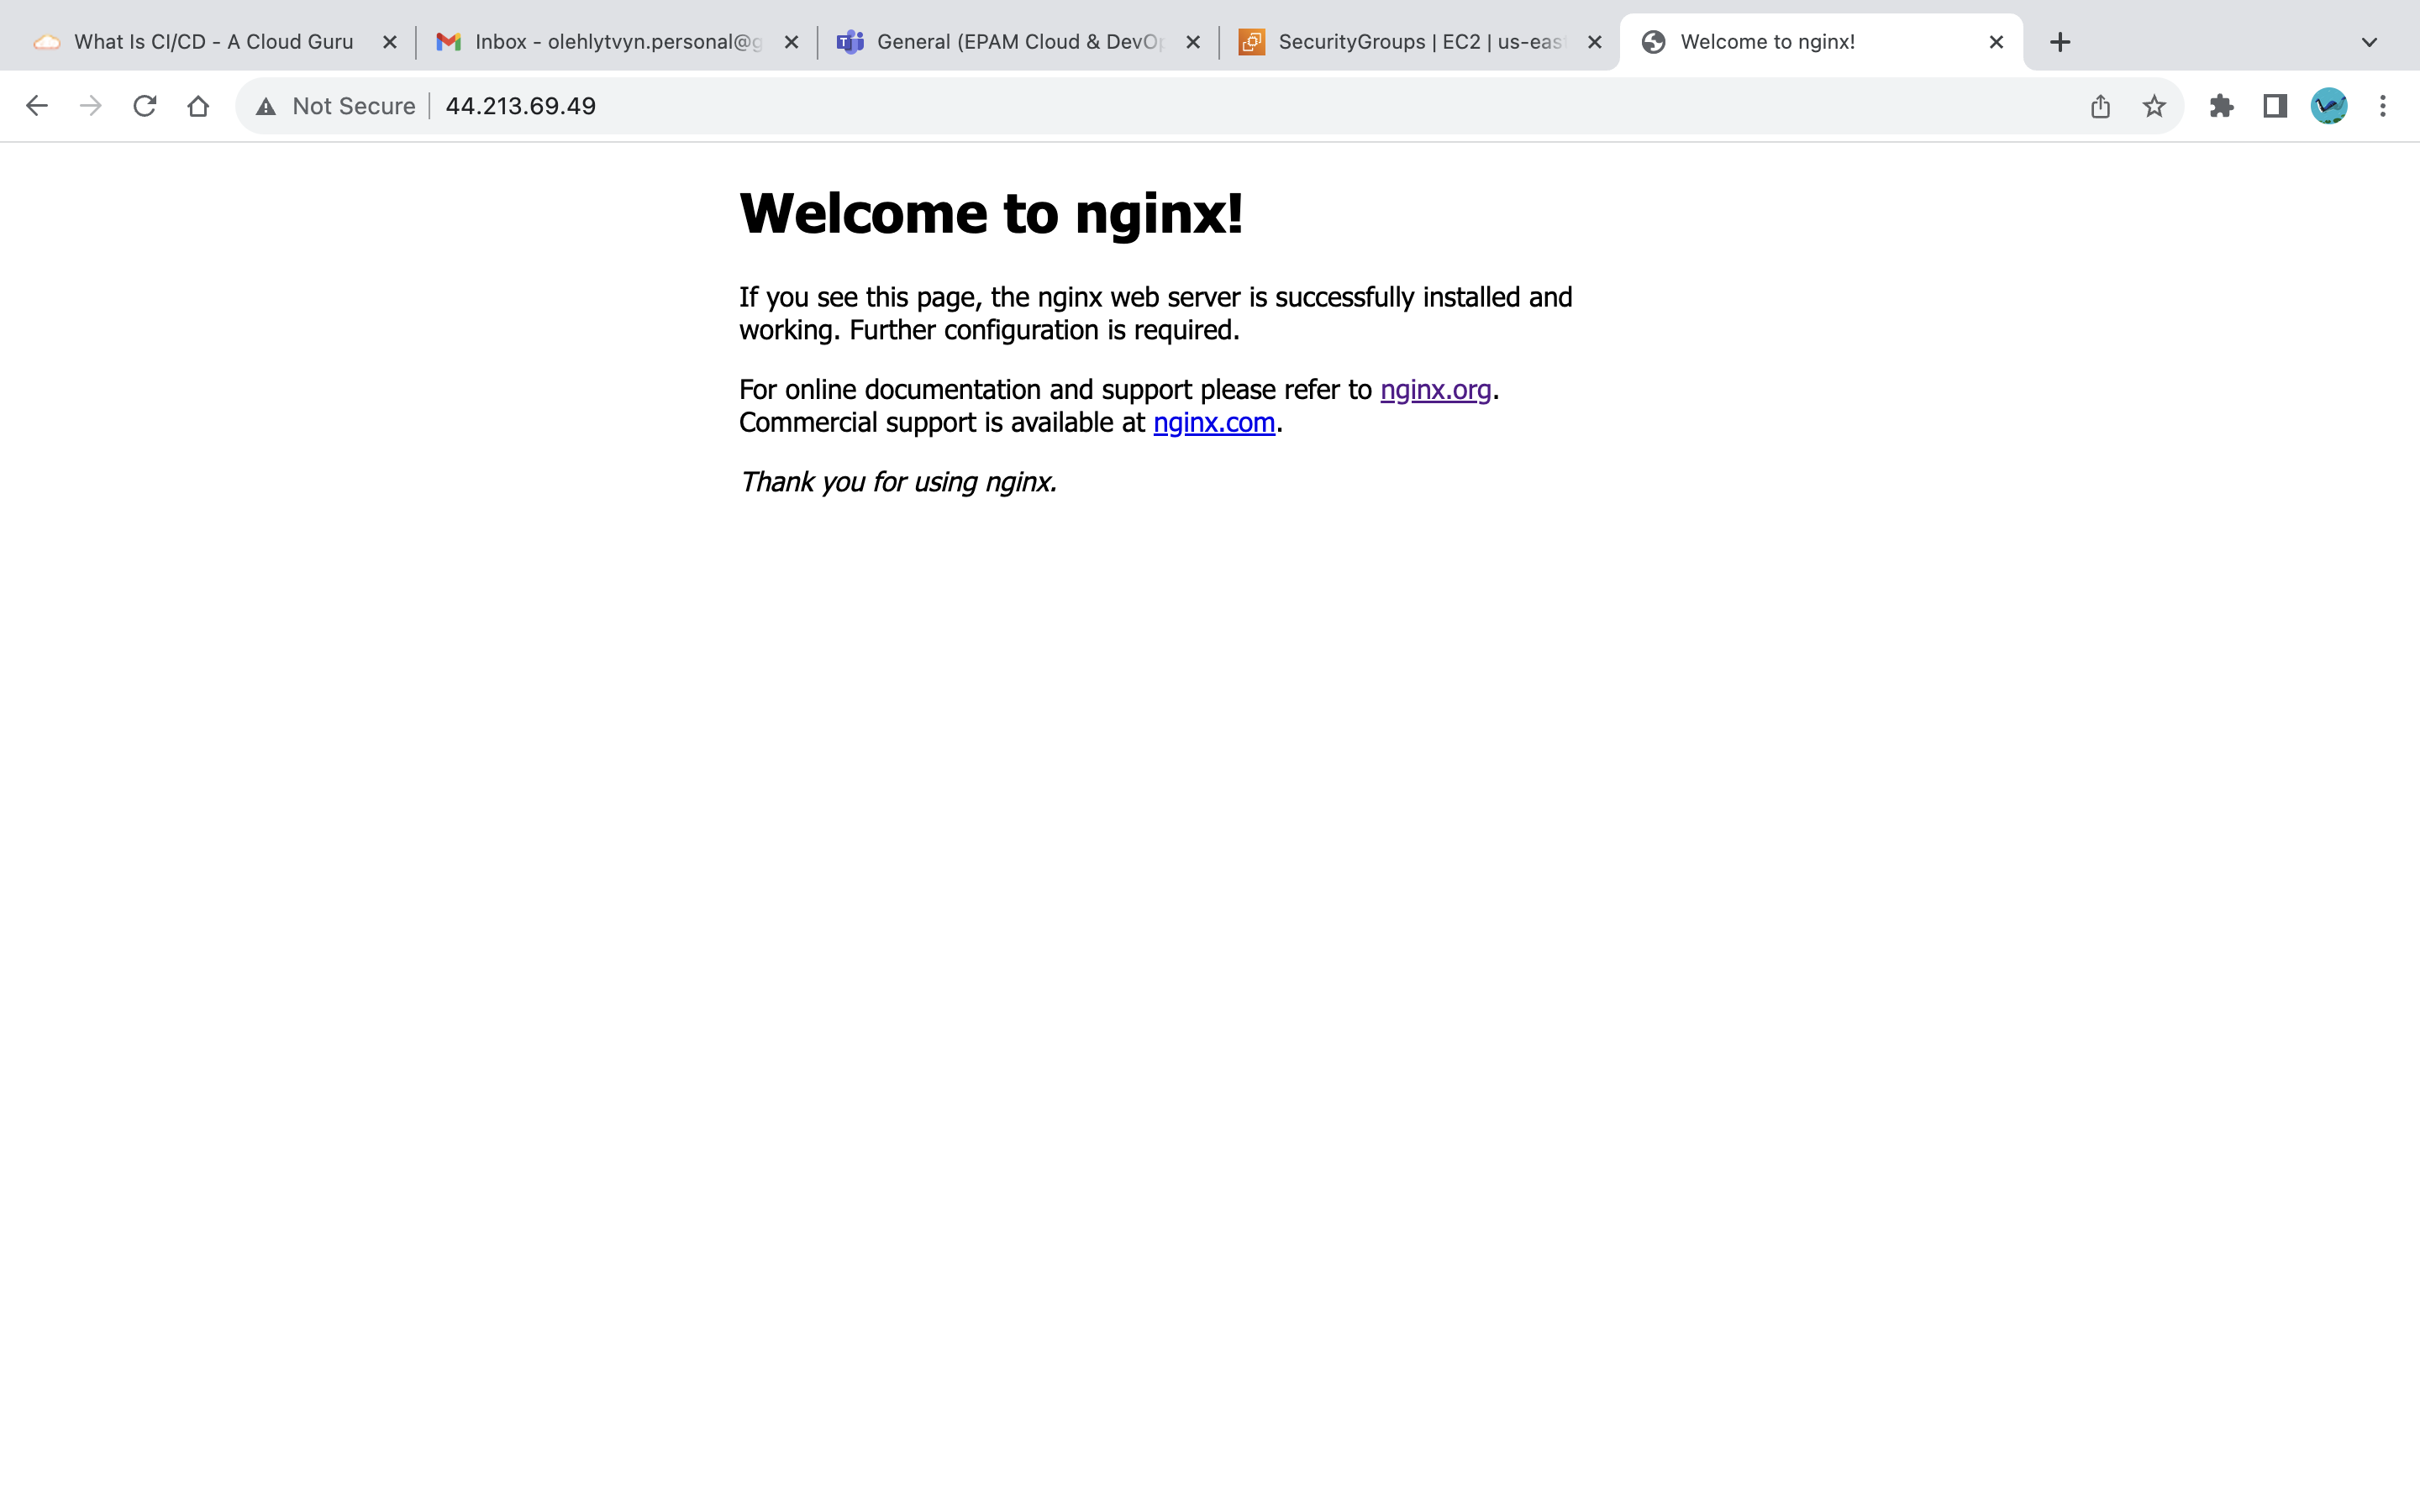 What Is CI/CD - A Cloud Guru
Inbox - olehlytvyn.personal@g
General (EPAM Cloud & DevOp
SecurityGroups | EC2 | us-eas
Welcome to nginx!
Not Secure
44.213.69.49
Welcome to nginx!
If you see this page, the nginx web server is successfully installed and
working. Further configuration is required.
For online documentation and support please refer to nginx.org.
Commercial support is available at nginx.com.
Thank you for using nginx.